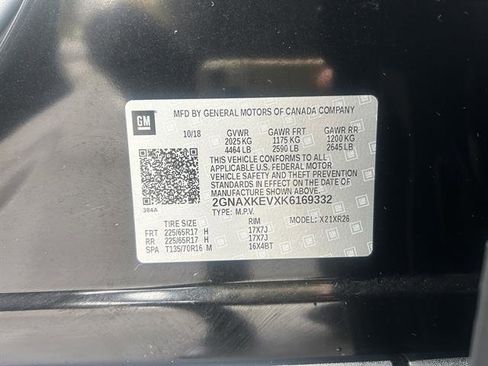 GM
MFD BY GENERAL MOTORS OF CANADA COMPANY
10/18 GVWR GAWR FRT GAWR RR
2025 KG 1175 KG 1200 KG
4464 LB 2590 LB 2645 LB
THIS VEHICLE CONFORMS TO ALL
APPLICABLE U.S. FEDERAL MOTOR
VEHICLE SAFETY AND THEFT PREVENTION
STANDARDS IN EFFECT ON THE DATE OF
MANUFACTURE SHOWN ABOVE.
2GNAXKEVXK6169332
384A TYPE: M.P.V. MODEL: X21XR26
TIRE SIZE RIM
FRT 225/65R17 H 17X7J
RR 225/65R17 H 17X7J
SPA T135/70R16 M 16X4BT